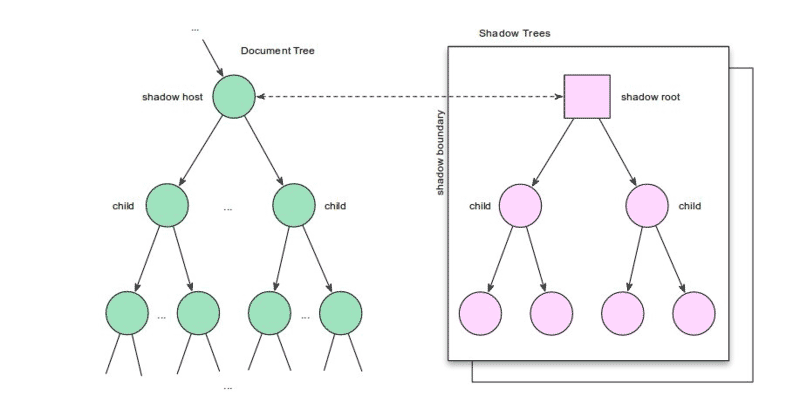 ...
Document Tree
shadow host
child
...
child
...
...
...
Shadow Trees
shadow boundary
shadow root
child
child